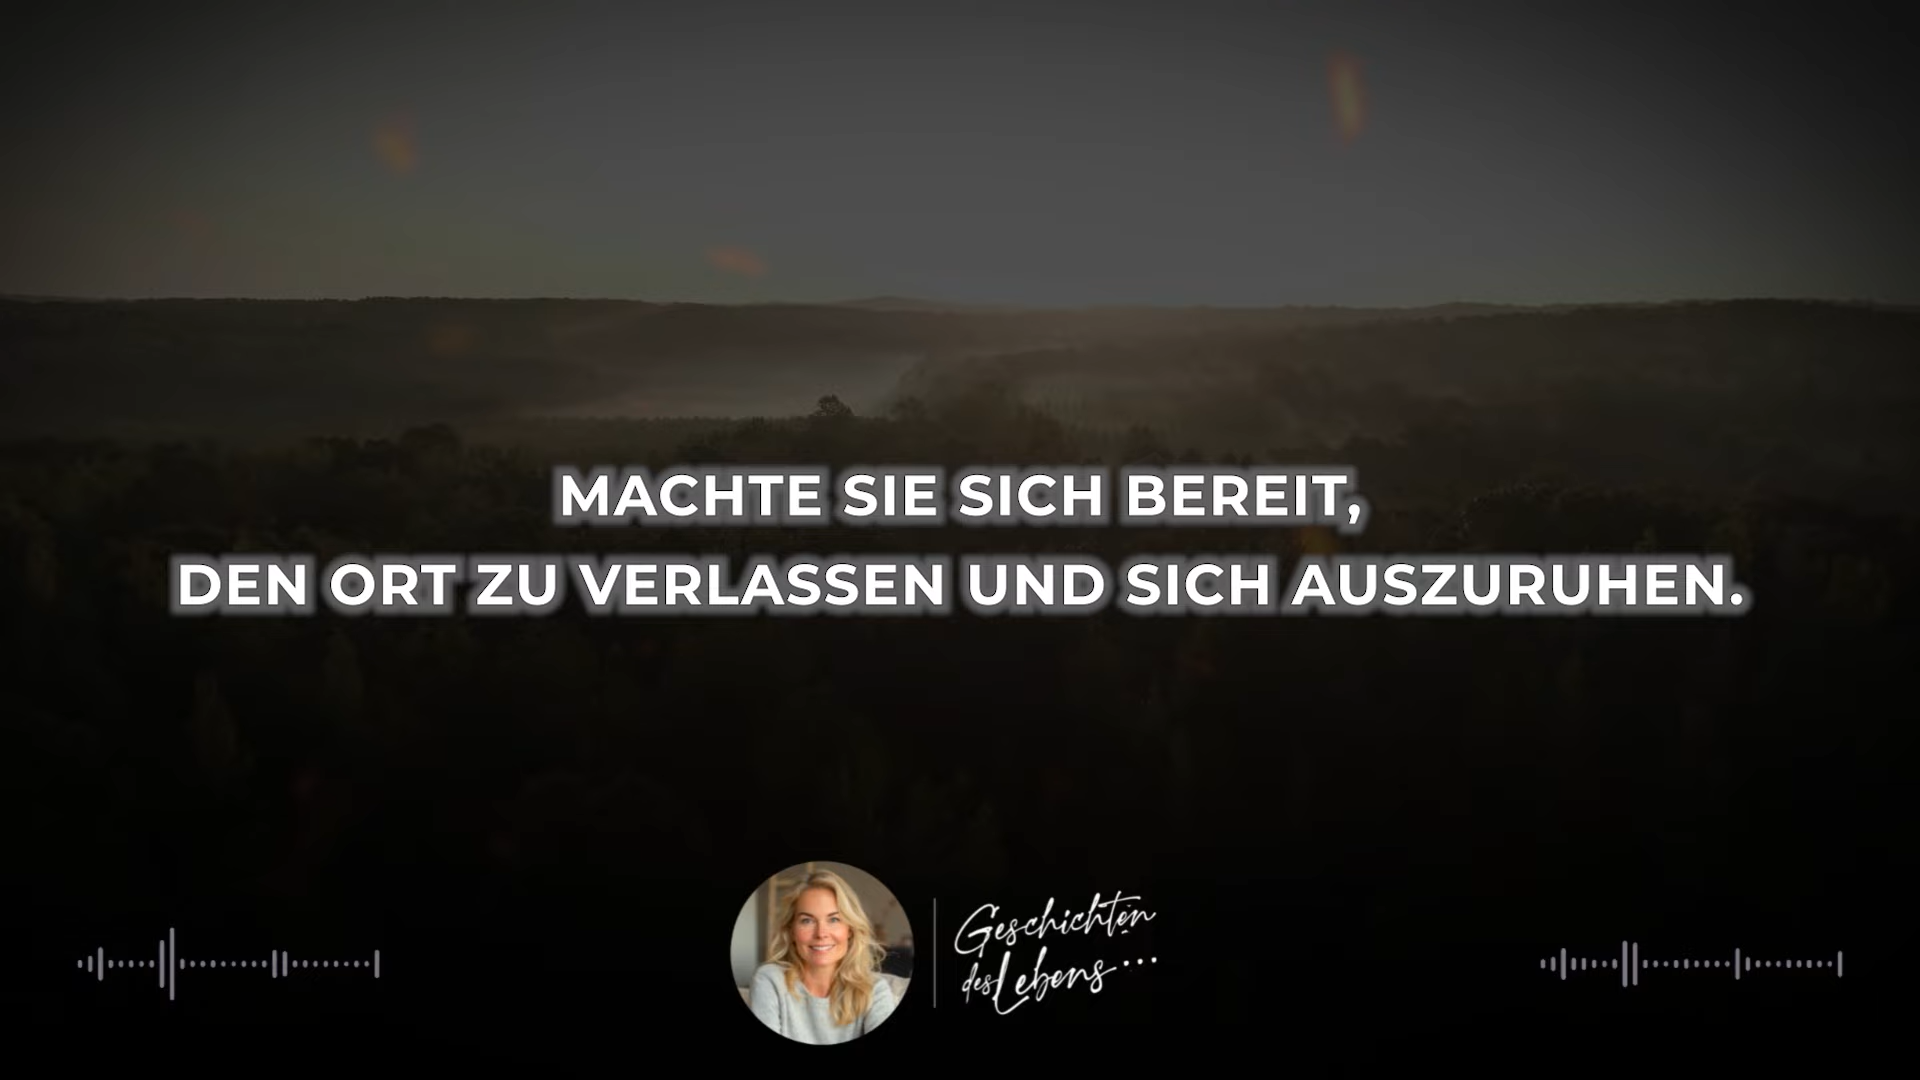 MACHTE SIE SICH BEREIT,
DEN ORT ZU VERLASSEN UND SICH AUSZURUHEN.
Geschichten
des Lebens...